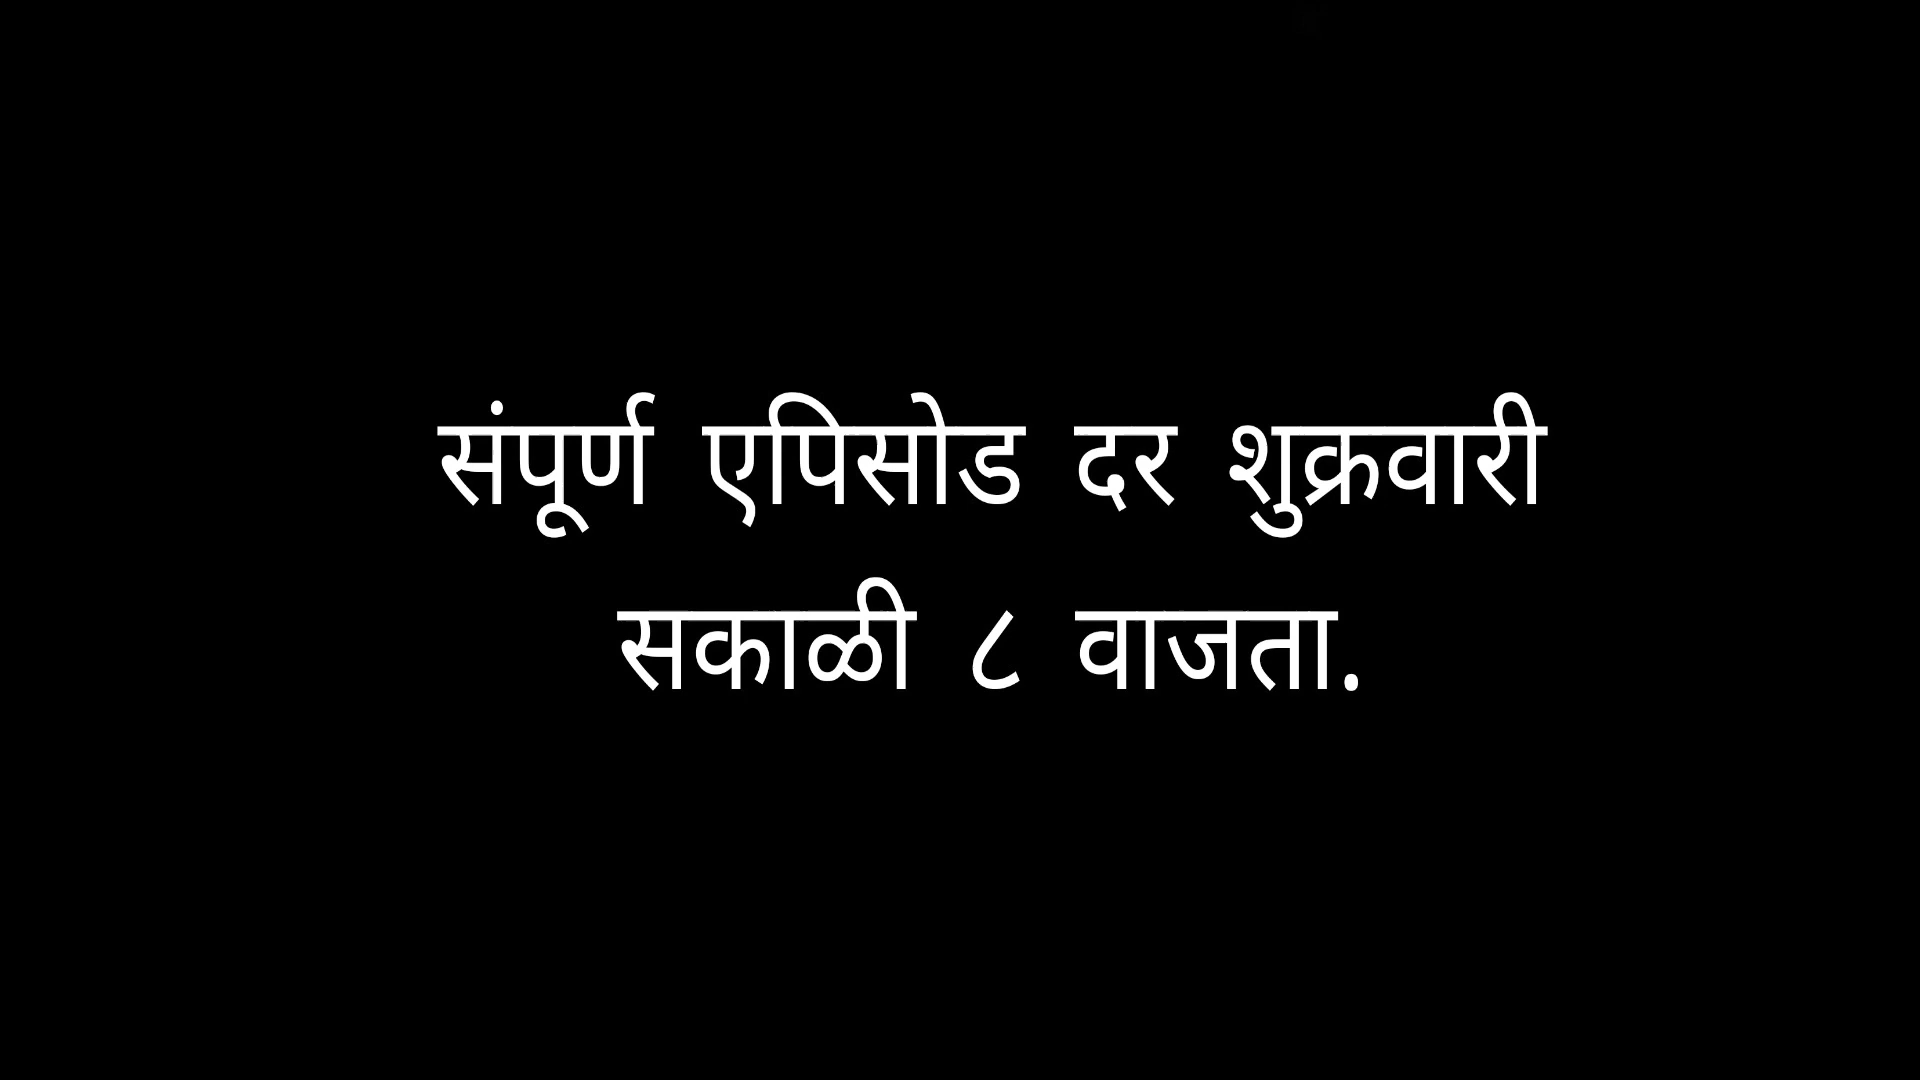 संपूर्ण एपिसोड दर शुक्रवारी
सकाळी ८ वाजता.